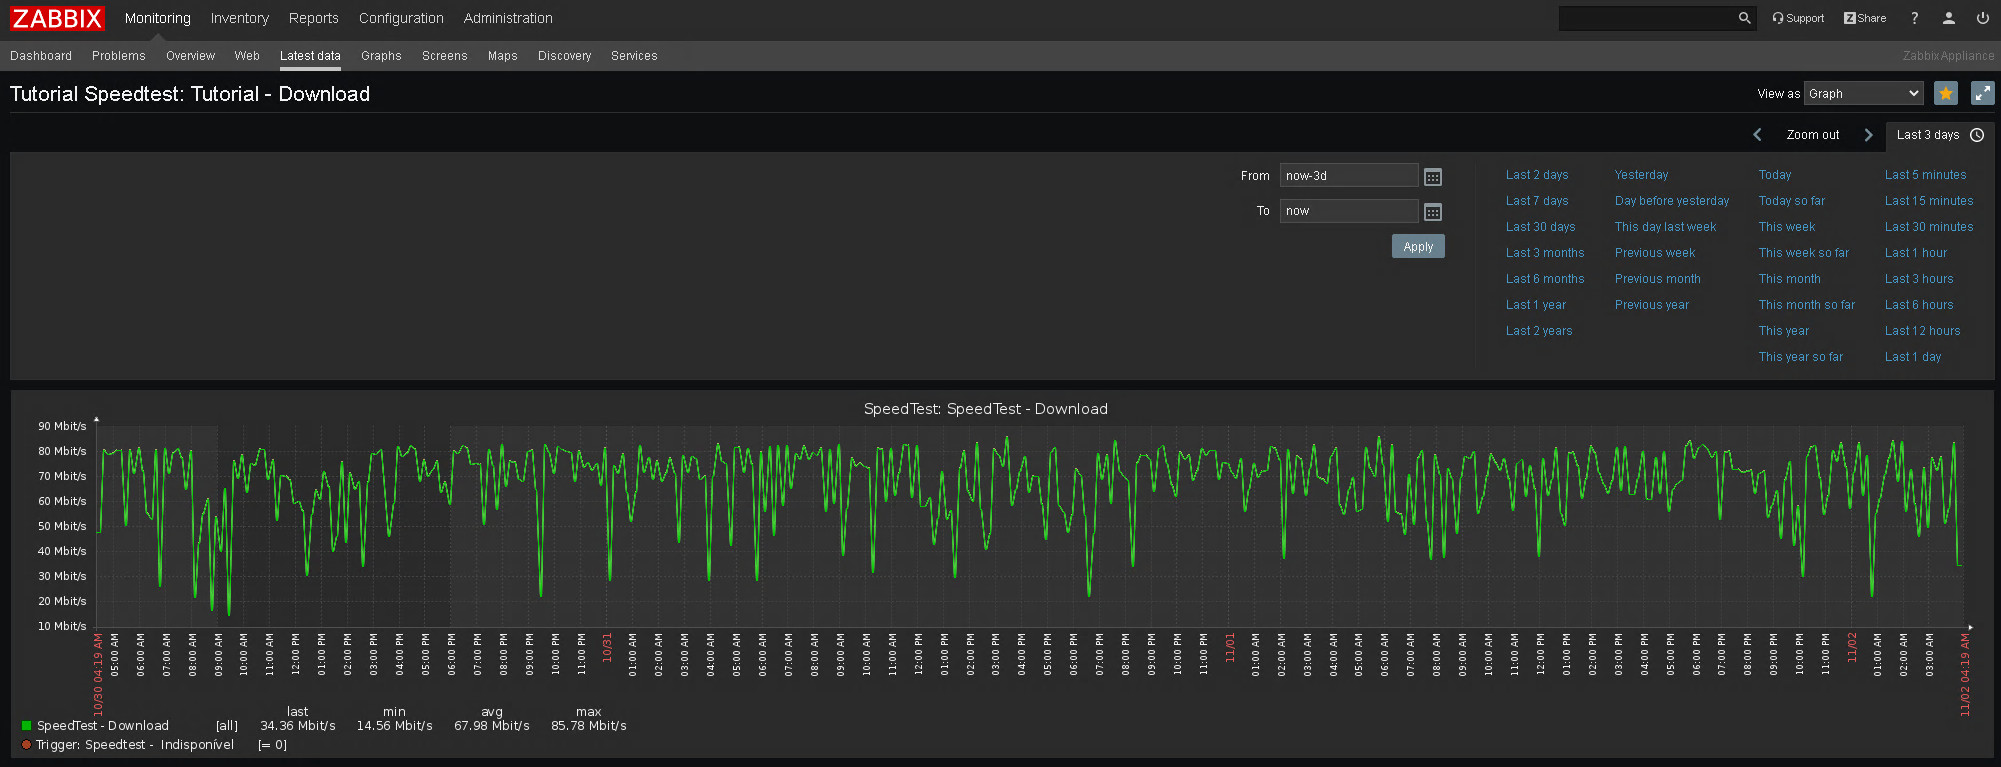 ZABBIX Monitoring Inventory Reports Configuration Administration Support Z Share ?
Dashboard Problems Overview Web Latest data Graphs Screens Maps Discovery Services Zabbix Appliance
Tutorial Speedtest: Tutorial - Download View as Graph
Zoom out Last 3 days
From now-3d Last 2 days Yesterday Today Last 5 minutes
Last 7 days Day before yesterday Today so far Last 15 minutes
To now
Last 30 days This day last week This week Last 30 minutes
Apply Last 3 months Previous week This week so far Last 1 hour
Last 6 months Previous month This month Last 3 hours
Last 1 year Previous year This month so far Last 6 hours
Last 2 years This year Last 12 hours
This year so far Last 1 day
SpeedTest: SpeedTest - Download
90 Mbit/s
80 Mbit/s
70 Mbit/s
60 Mbit/s
50 Mbit/s
40 Mbit/s
30 Mbit/s
20 Mbit/s
10 Mbit/s
10/30 04:19 AM 05:00 AM 06:00 AM 07:00 AM 08:00 AM 09:00 AM 10:00 AM 11:00 AM 12:00 PM 01:00 PM 02:00 PM 03:00 PM 04:00 PM 05:00 PM 06:00 PM 07:00 PM 08:00 PM 09:00 PM 10:00 PM 11:00 PM 10/31 01:00 AM 02:00 AM 03:00 AM 04:00 AM 05:00 AM 06:00 AM 07:00 AM 08:00 AM 09:00 AM 10:00 AM 11:00 AM 12:00 PM 01:00 PM 02:00 PM 03:00 PM 04:00 PM 05:00 PM 06:00 PM 07:00 PM 08:00 PM 09:00 PM 10:00 PM 11:00 PM 11/01 01:00 AM 02:00 AM 03:00 AM 04:00 AM 05:00 AM 06:00 AM 07:00 AM 08:00 AM 09:00 AM 10:00 AM 11:00 AM 12:00 PM 01:00 PM 02:00 PM 03:00 PM 04:00 PM 05:00 PM 06:00 PM 07:00 PM 08:00 PM 09:00 PM 10:00 PM 11:00 PM 11/02 01:00 AM 02:00 AM 03:00 AM 11/02 04:19 AM
last min avg max
SpeedTest - Download [all] 34.36 Mbit/s 14.56 Mbit/s 67.98 Mbit/s 85.78 Mbit/s
Trigger: Speedtest - Indisponível [= 0]